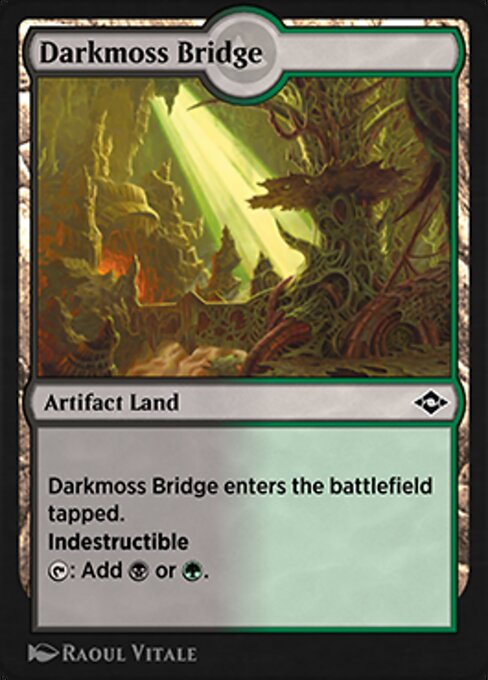 Darkmoss Bridge
Artifact Land
Darkmoss Bridge enters the battlefield
tapped.
Indestructible
: Add or .
Raoul Vitale